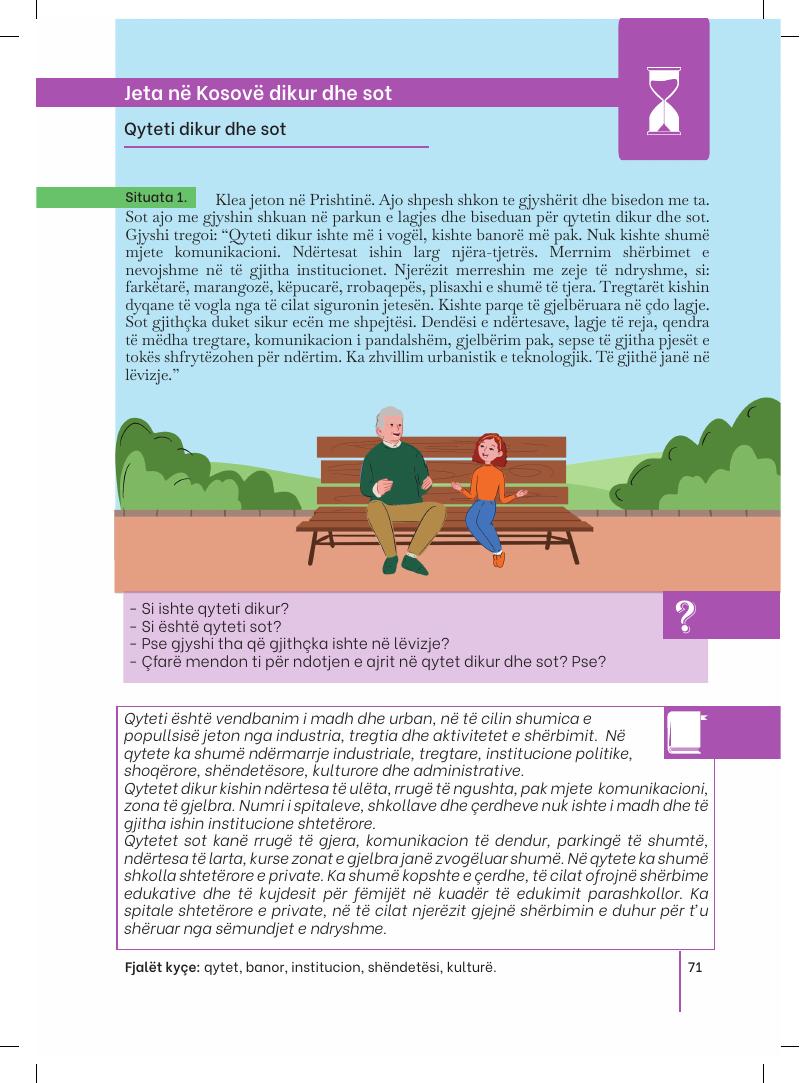 Jeta në Kosovë dikur dhe sot
Qyteti dikur dhe sot
Situata 1. Klea jeton në Prishtinë. Ajo shpesh shkon te gjyshërit dhe bisedon me ta.
Sot ajo me gjyshin shkuan në parkun e lagjes dhe biseduan për qytetin dikur dhe sot.
Gjyshi tregoi: “Qyteti dikur ishte më i vogël, kishte banorë më pak. Nuk kishte shumë
mjete komunikacioni. Ndërtesat ishin larg njëra-tjetrës. Merrnim shërbimet e
nevojshme në të gjitha institucionet. Njerëzit merreshin me zeje të ndryshme, si:
farkëtarë, marangozë, këpucarë, rrobaqepës, plisaxhi e shumë të tjera. Tregtarët kishin
dyqane të vogla nga të cilat siguronin jetesën. Kishte parqe të gjelbëruara në çdo lagje.
Sot gjithçka duket sikur ecën me shpejtësi. Dendësi e ndërtesave, lagje të reja, qendra
të mëdha tregtare, komunikacion i pandalshëm, gjelbërim pak, sepse të gjitha pjesët e
tokës shfrytëzohen për ndërtim. Ka zhvillim urbanistik e teknologjik. Të gjithë janë në
lëvizje.”
?
– Si ishte qyteti dikur?
– Si është qyteti sot?
– Pse gjyshi tha që gjithçka ishte në lëvizje?
– Çfarë mendon ti për ndotjen e ajrit në qytet dikur dhe sot? Pse?
Qyteti është vendbanim i madh dhe urban, në të cilin shumica e
popullsisë jeton nga industria, tregtia dhe aktivitetet e shërbimit. Në
qytete ka shumë ndërmarrje industriale, tregtare, institucione politike,
shoqërore, shëndetësore, kulturore dhe administrative.
Qytetet dikur kishin ndërtesa të ulëta, rrugë të ngushta, pak mjete komunikacioni,
zona të gjelbra. Numri i spitaleve, shkollave dhe çerdheve nuk ishte i madh dhe të
gjitha ishin institucione shtetërore.
Qytetet sot kanë rrugë të gjera, komunikacion të dendur, parkingë të shumtë,
ndërtesa të larta, kurse zonat e gjelbra janë zvogëluar shumë. Në qytete ka shumë
shkolla shtetërore e private. Ka shumë kopshte e çerdhe, të cilat ofrojnë shërbime
edukative dhe të kujdesit për fëmijët në kuadër të edukimit parashkollor. Ka
spitale shtetërore e private, në të cilat njerëzit gjejnë shërbimin e duhur për t’u
shëruar nga sëmundjet e ndryshme.
Fjalët kyçe: qytet, banor, institucion, shëndetësi, kulturë.
71